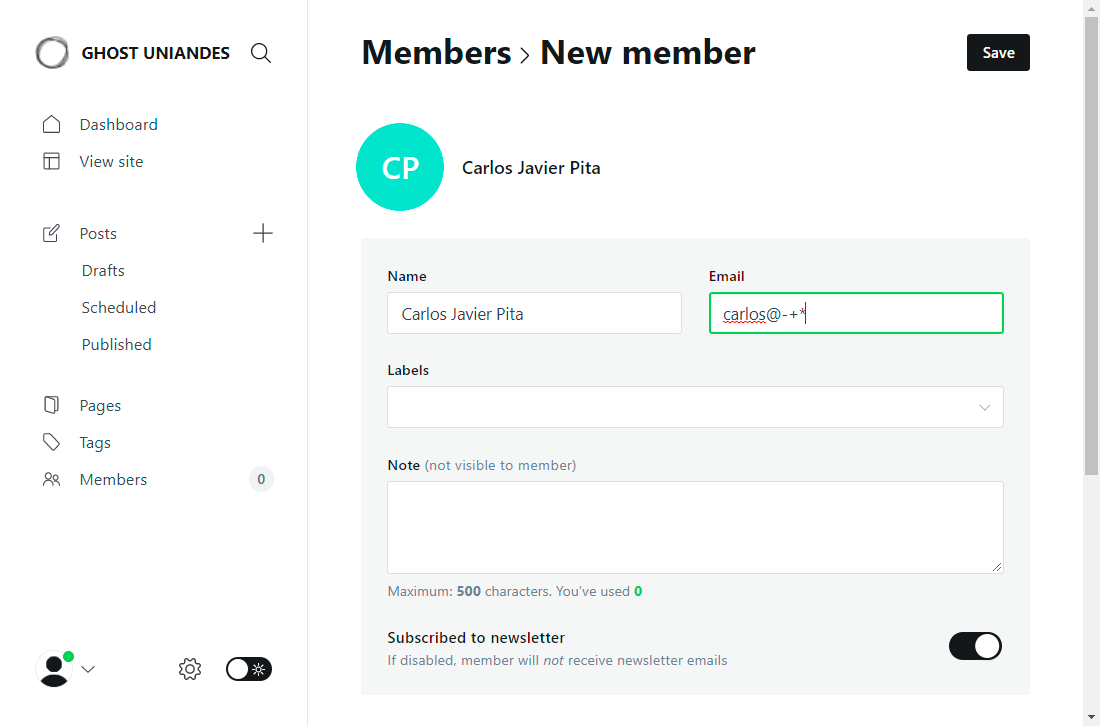 GHOST UNIANDES
Dashboard
View site
Posts
Drafts
Scheduled
Published
Pages
Tags
Members 0
Members > New member
Save
CP
Carlos Javier Pita
Name
Carlos Javier Pita
Email
carlos@-+*
Labels
Note (not visible to member)
Maximum: 500 characters. You've used 0
Subscribed to newsletter
If disabled, member will not receive newsletter emails